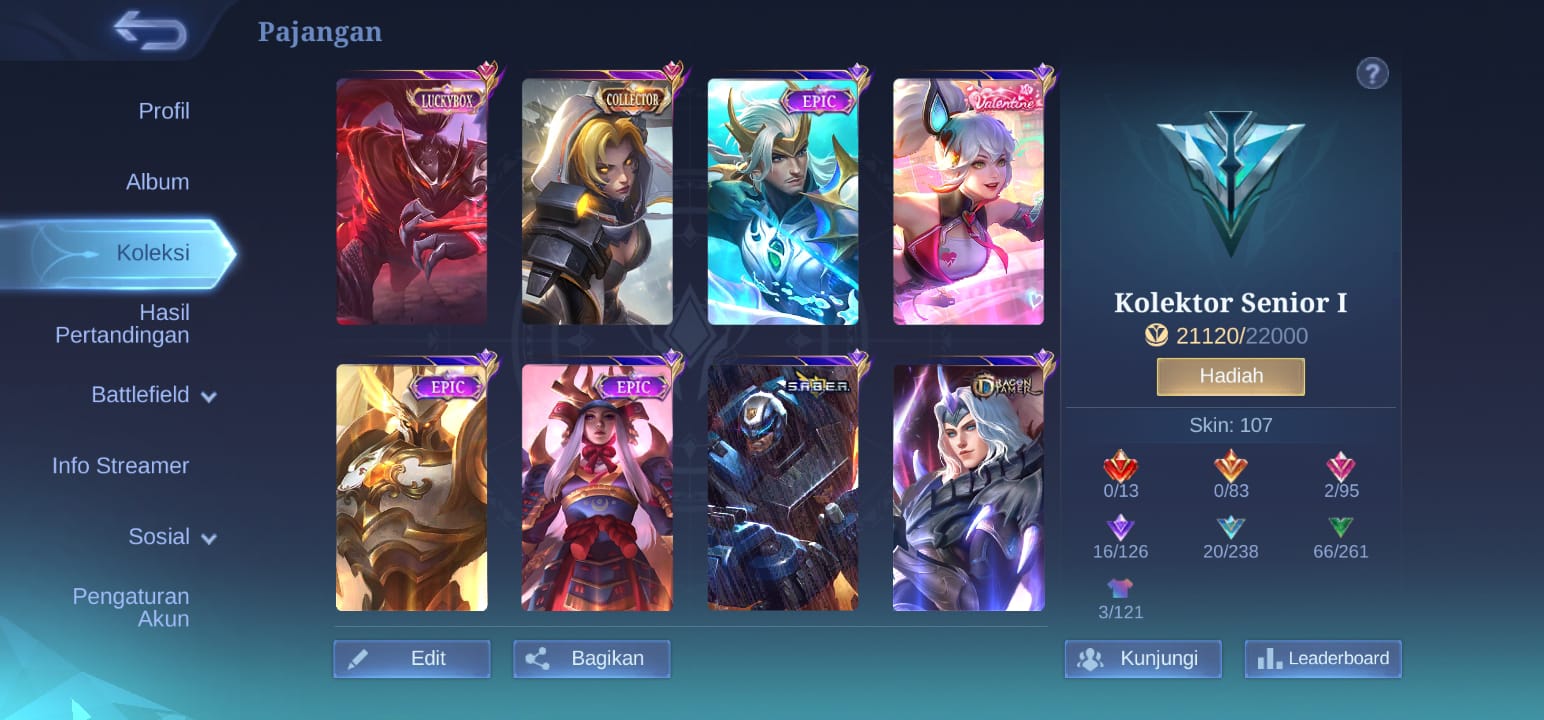 Pajangan
Profil
Album
Koleksi
Hasil
Pertandingan
Battlefield
Info Streamer
Sosial
Pengaturan
Akun
LUCKYBOX
COLLECTOR
EPIC
Valentine
EPIC
EPIC
S.A.B.E.R.
DRAGON
TAMER
Edit
Bagikan
?
Kolektor Senior I
21120/22000
Hadiah
Skin: 107
0/13
0/83
2/95
16/126
20/238
66/261
3/121
Kunjungi
Leaderboard